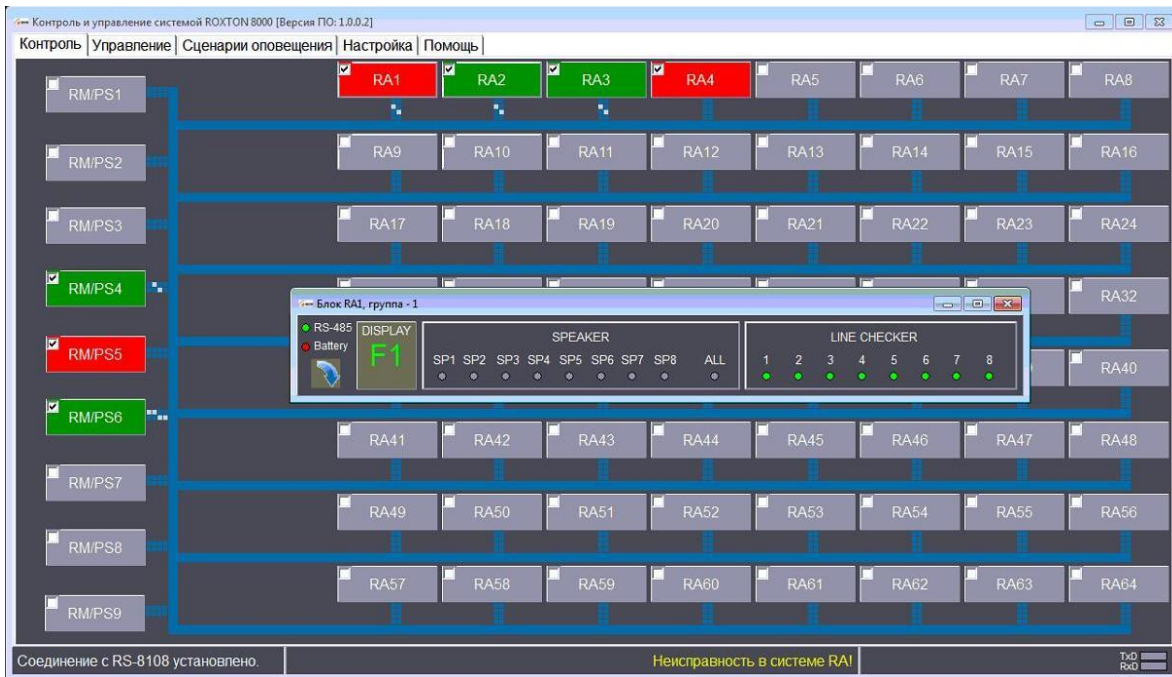 Контроль и управление системой ROXTON 8000 [Версия ПО: 1.0.0.2]
Контроль Управление Сценарии оповещения Настройка Помощь
RM/PS1 RA1 RA2 RA3 RA4 RA5 RA6 RA7 RA8
RM/PS2 RA9 RA10 RA11 RA12 RA13 RA14 RA15 RA16
RM/PS3 RA17 RA18 RA19 RA20 RA21 RA22 RA23 RA24
RM/PS4 RA32
Блок RA1, группа - 1
RS-485 DISPLAY SPEAKER LINE CHECKER
Battery F1
SP1 SP2 SP3 SP4 SP5 SP6 SP7 SP8 ALL 1 2 3 4 5 6 7 8
RM/PS5 RA40
RM/PS6 RA41 RA42 RA43 RA44 RA45 RA46 RA47 RA48
RM/PS7 RA49 RA50 RA51 RA52 RA53 RA54 RA55 RA56
RM/PS8 RA57 RA58 RA59 RA60 RA61 RA62 RA63 RA64
RM/PS9
Соединение с RS-8108 установлено. Неисправность в системе RA! TxD
RxD